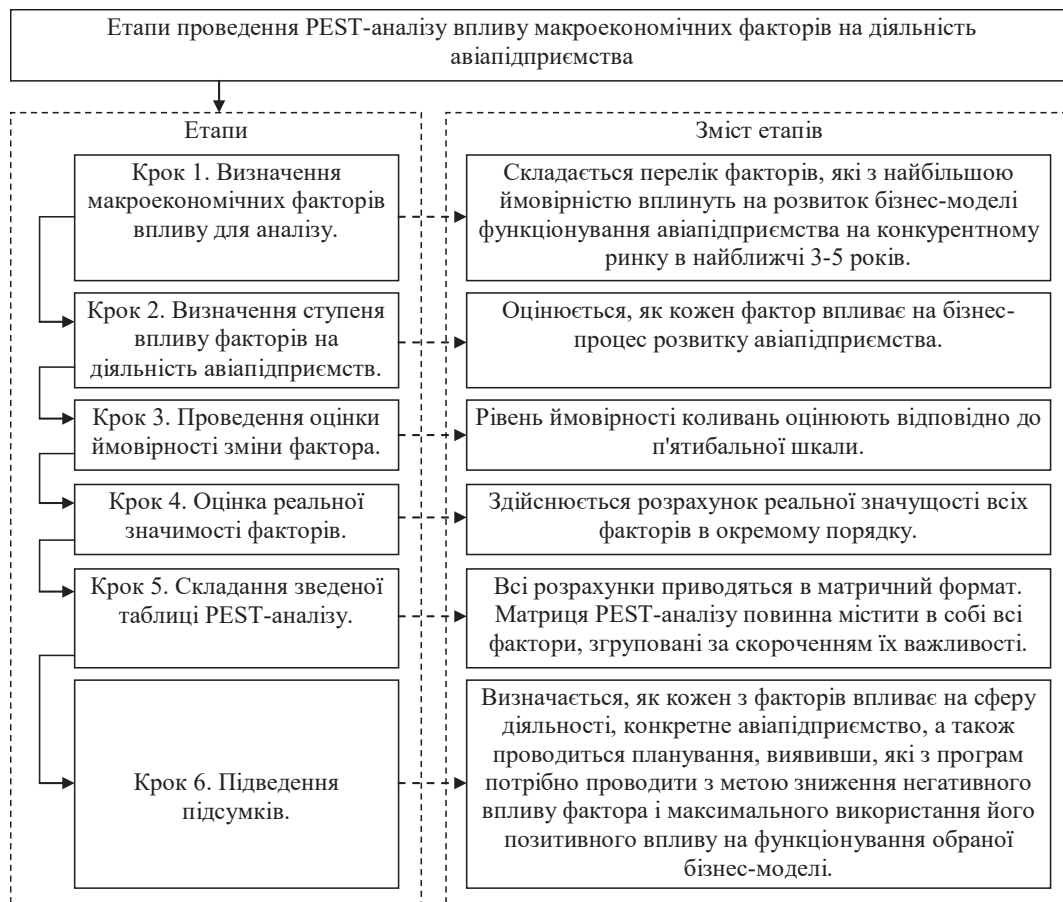 Етапи проведення PEST-аналізу впливу макроекономічних факторів на діяльність
авіапідприємства
Етапи
Зміст етапів
Крок 1. Визначення
макроекономічних факторів
впливу для аналізу.
Складається перелік факторів, які з найбільшою
ймовірністю вплинуть на розвиток бізнес-моделі
функціонування авіапідприємства на конкурентному
ринку в найближчі 3-5 років.
Крок 2. Визначення ступеня
впливу факторів на
діяльність авіапідприємств.
Оцінюється, як кожен фактор впливає на бізнес-
процес розвитку авіапідприємства.
Крок 3. Проведення оцінки
ймовірності зміни фактора.
Рівень ймовірності коливань оцінюють відповідно до
п'ятибальної шкали.
Крок 4. Оцінка реальної
значимості факторів.
Здійснюється розрахунок реальної значущості всіх
факторів в окремому порядку.
Крок 5. Складання зведеної
таблиці PEST-аналізу.
Всі розрахунки приводяться в матричний формат.
Матриця PEST-аналізу повинна містити в собі всі
фактори, згруповані за скороченням їх важливості.
Крок 6. Підведення
підсумків.
Визначається, як кожен з факторів впливає на сферу
діяльності, конкретне авіапідприємство, а також
проводиться планування, виявивши, які з програм
потрібно проводити з метою зниження негативного
впливу фактора і максимального використання його
позитивного впливу на функціонування обраної
бізнес-моделі.